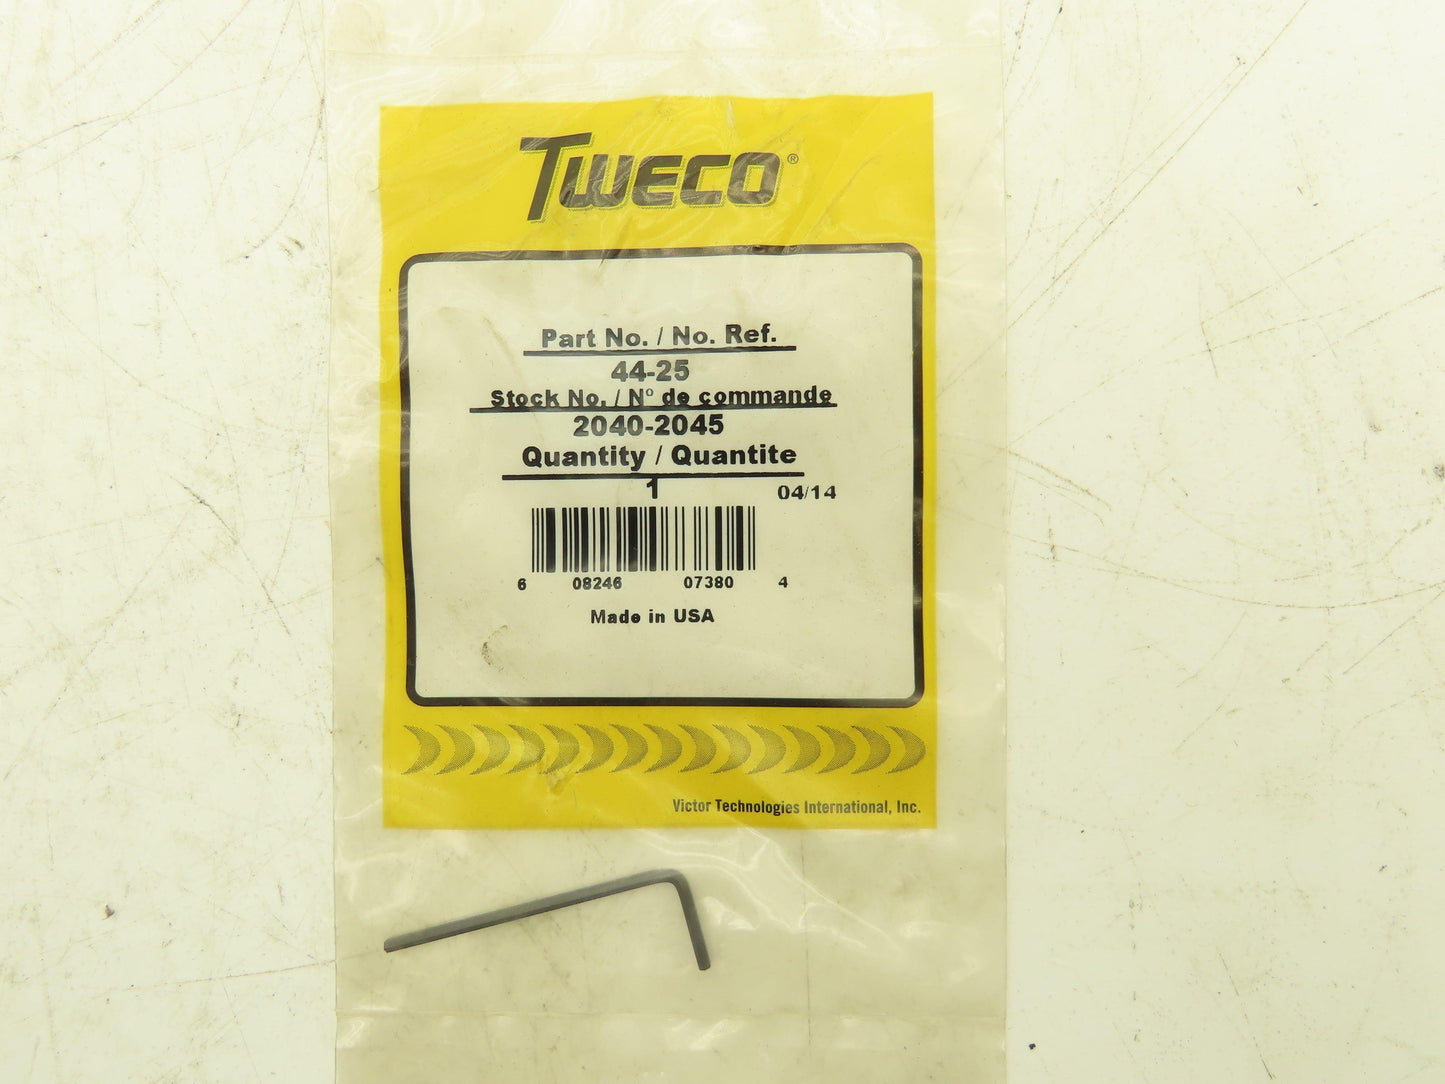 TWECO®
Part No. / No. Ref.
44-25
Stock No. / Nº de commande
2040-2045
Quantity / Quantite
1 04/14
6 08246 07380 4
Made in USA
Victor Technologies International, Inc.